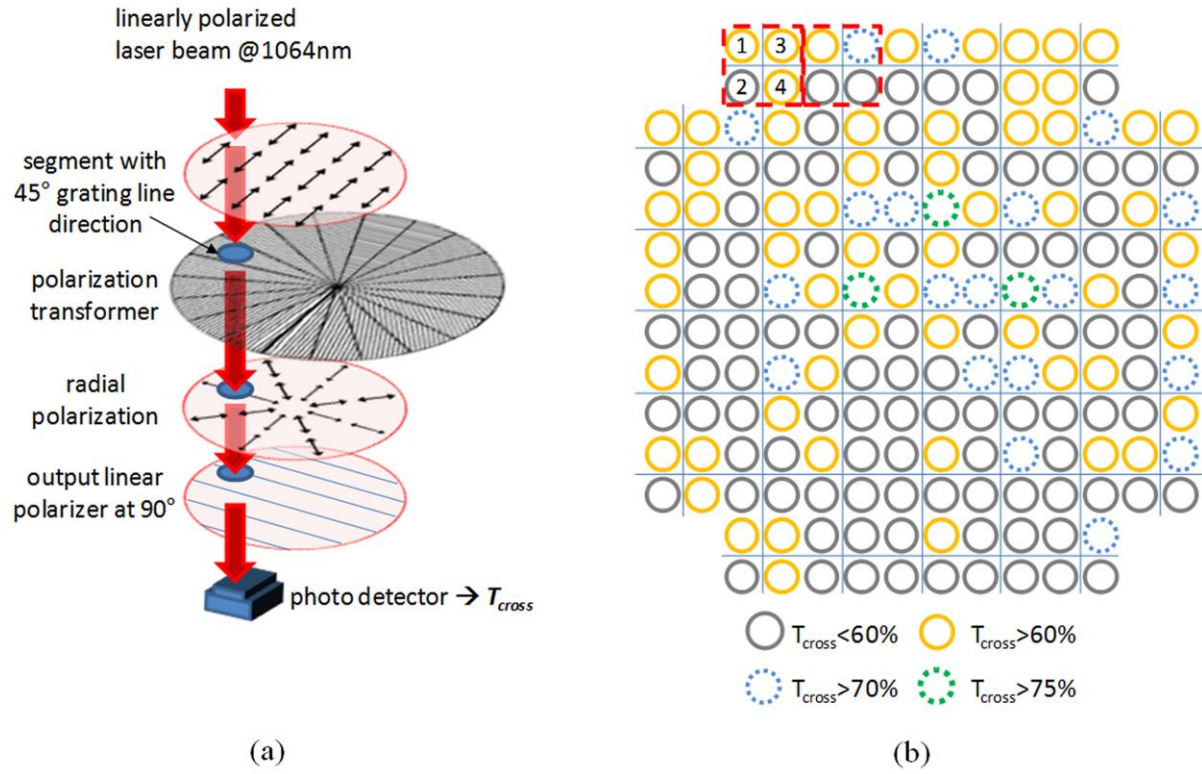 linearly polarized
laser beam @1064nm
segment with
45° grating line
direction
polarization
transformer
radial
polarization
output linear
polarizer at 90°
photo detector → Tcross
(a)
1 3
2 4
Tcross<60% Tcross>60%
Tcross>70% Tcross>75%
(b)